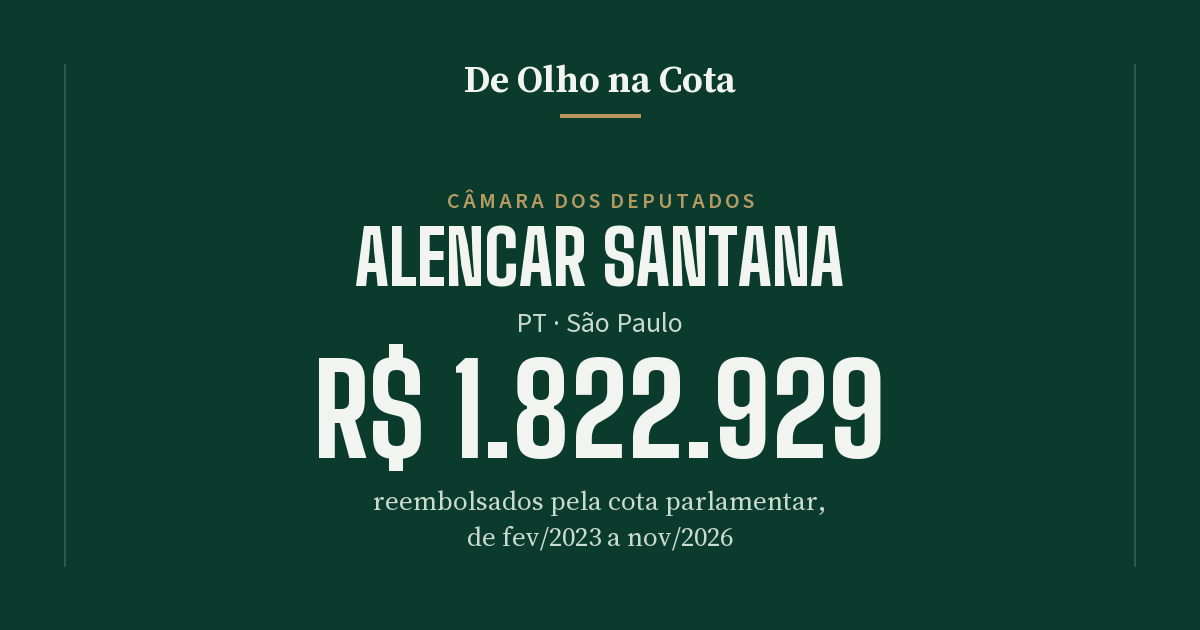 De Olho na Cota
CÂMARA DOS DEPUTADOS
ALENCAR SANTANA
PT · São Paulo
R$ 1.822.929
reembolsados pela cota parlamentar,
de fev/2023 a nov/2026